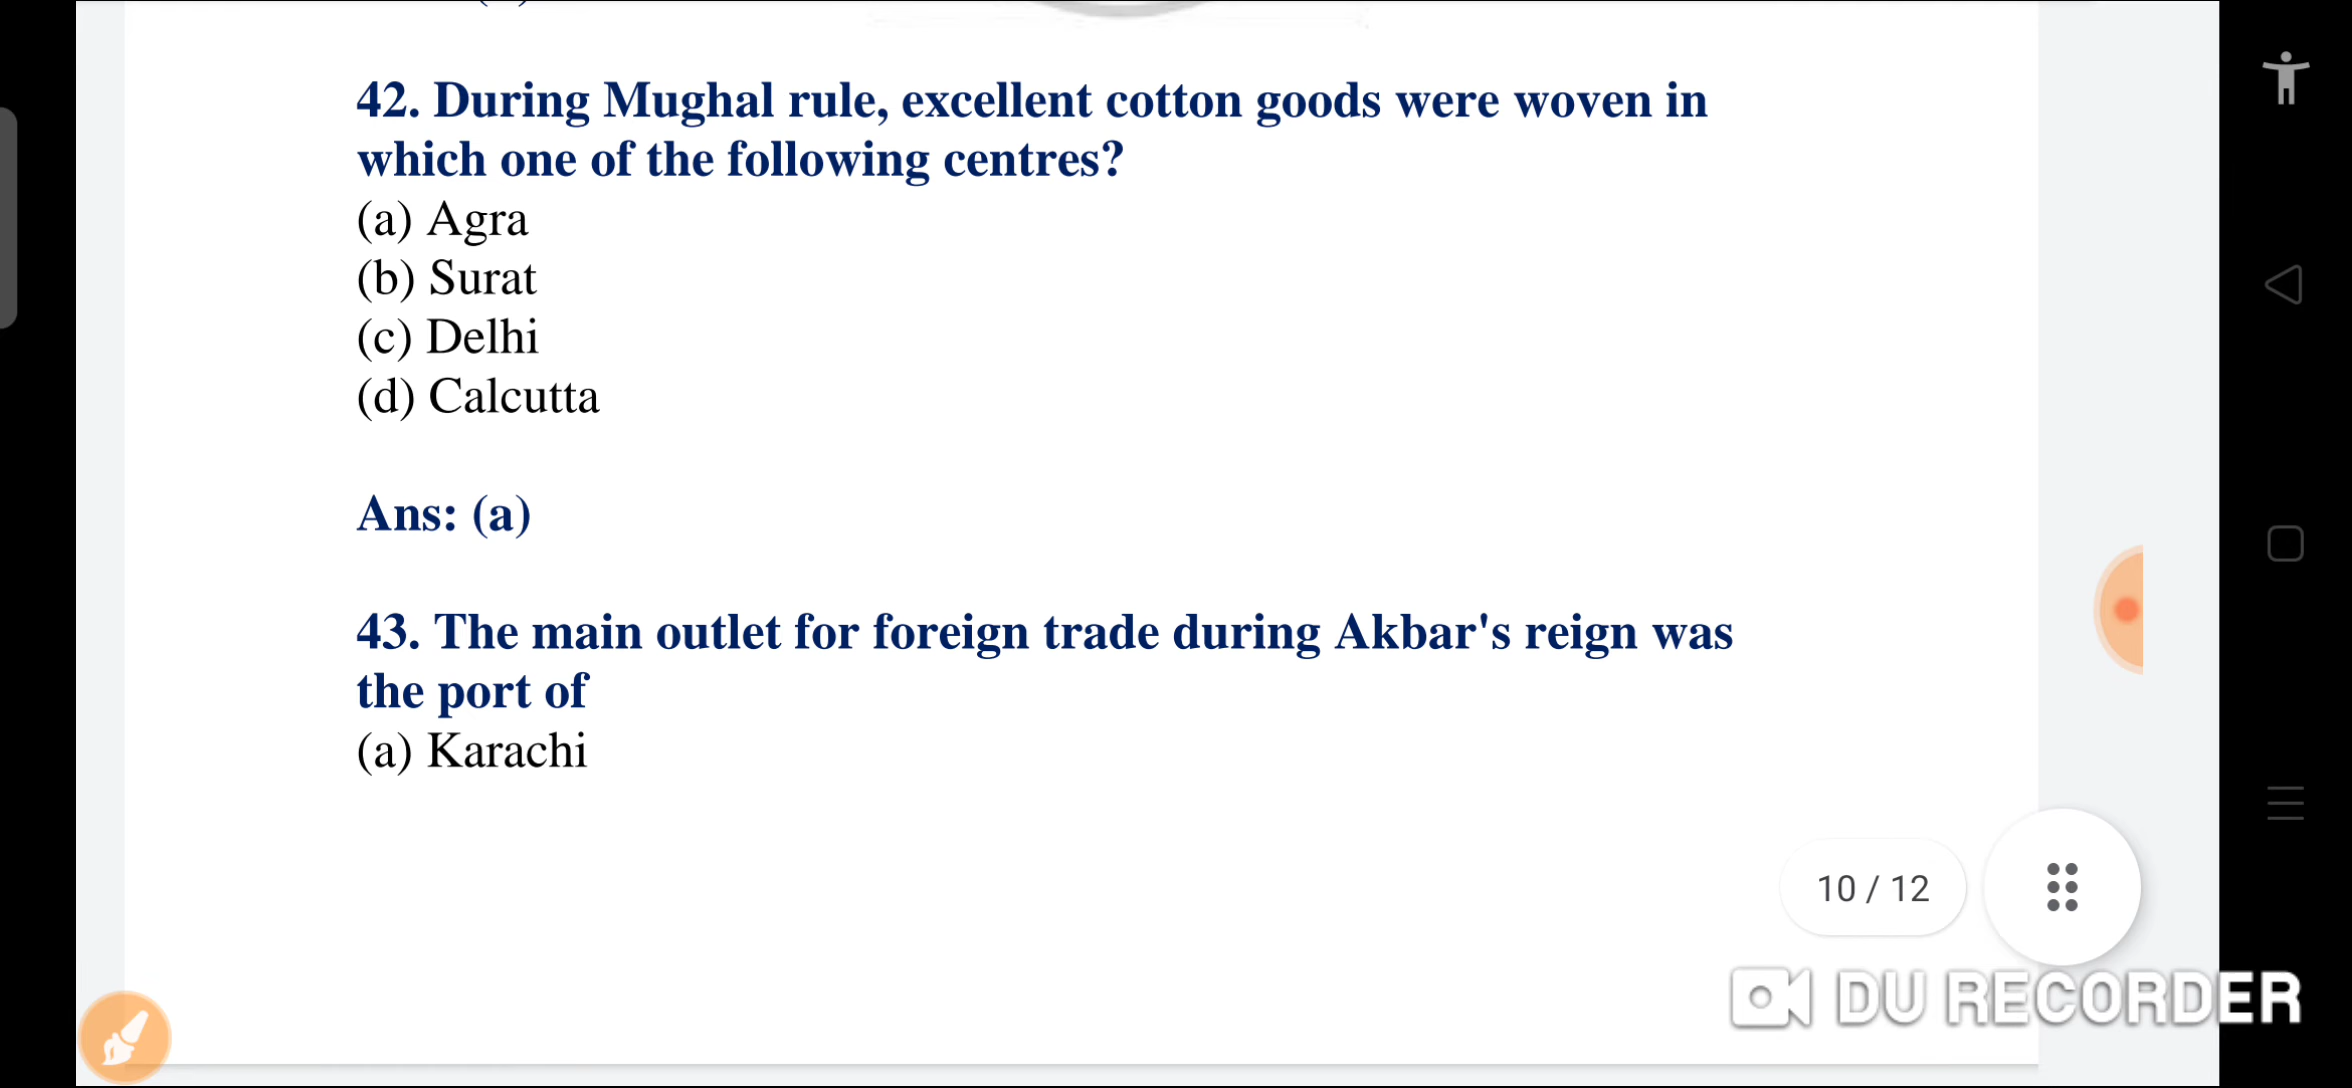 42. During Mughal rule, excellent cotton goods were woven in
which one of the following centres?
(a) Agra
(b) Surat
(c) Delhi
(d) Calcutta
Ans: (a)
43. The main outlet for foreign trade during Akbar's reign was
the port of
(a) Karachi
10 / 12
DU RECORDER